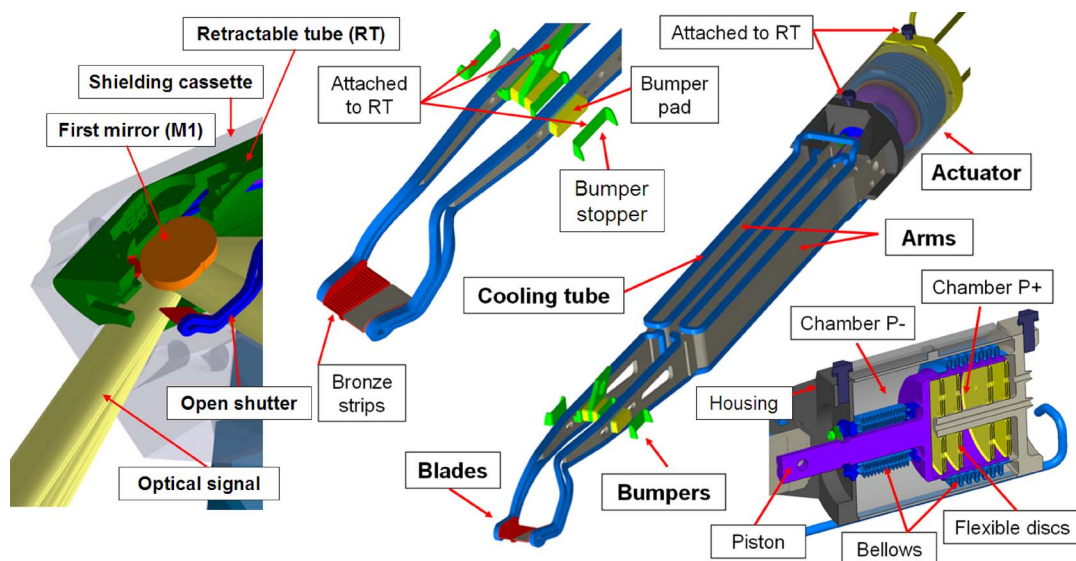 Retractable tube (RT)
Shielding cassette
First mirror (M1)
Open shutter
Optical signal
Attached
to RT
Bumper
pad
Bumper
stopper
Bronze
strips
Attached to RT
Actuator
Arms
Cooling tube
Blades
Bumpers
Chamber P+
Chamber P-
Housing
Piston
Bellows
Flexible discs